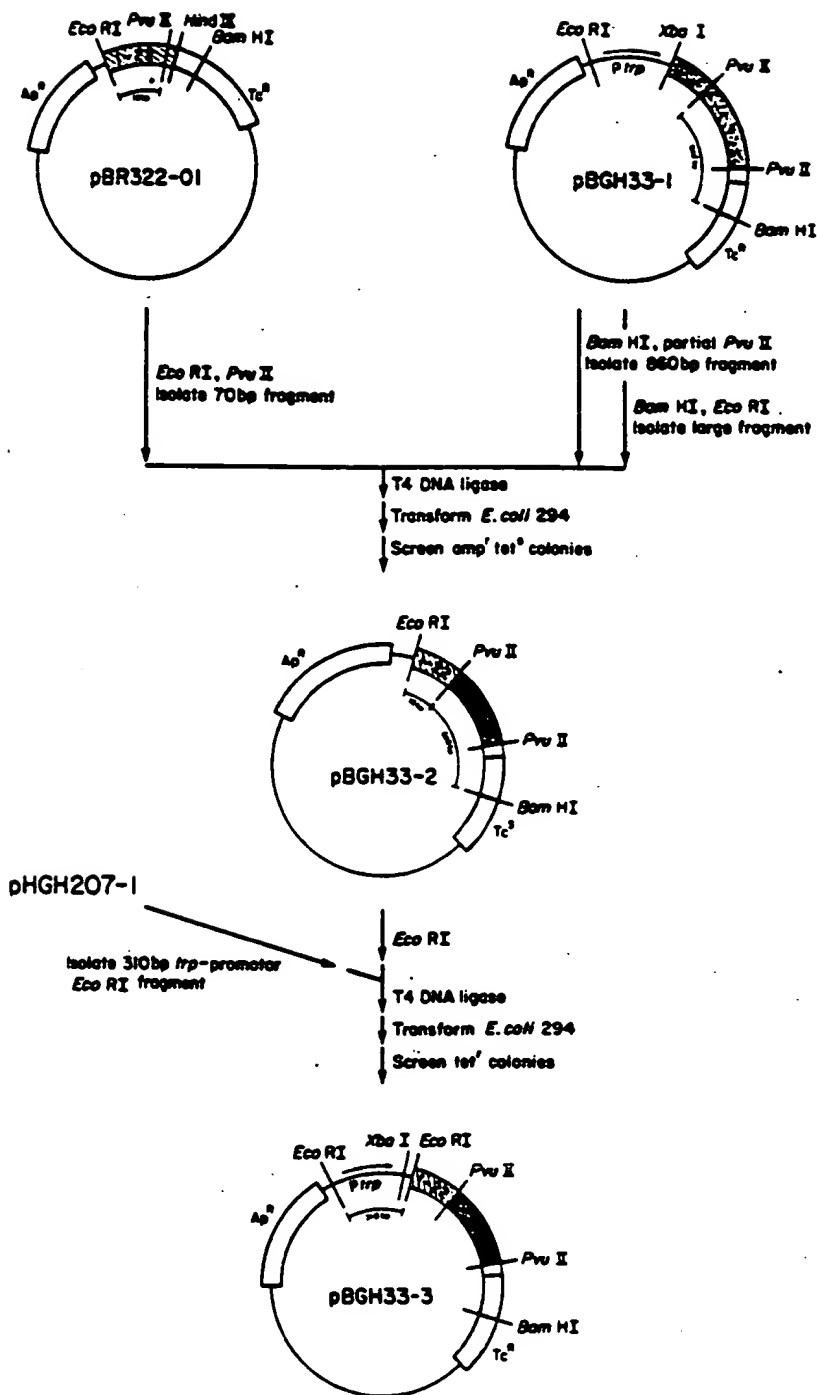 Eco RI
Pvu II
Hind III
Bam HI
Ap^R
Tc^R
pBR322-01
Eco RI
P trp
Xba I
Pvu II
Ap^R
pBGH33-1
Pvu II
Bam HI
Tc^R
Eco RI, Pvu II
Isolate 70bp fragment
Bam HI, partial Pvu II
Isolate 860bp fragment
Bam HI, Eco RI
Isolate large fragment
T4 DNA ligase
Transform E. coli 294
Screen amp^r tet^s colonies
Eco RI
Pvu II
Ap^R
pBGH33-2
Pvu II
Bam HI
Tc^S
pHGH207-1
Isolate 310bp trp-promotor
Eco RI fragment
Eco RI
T4 DNA ligase
Transform E. coli 294
Screen tet^r colonies
Eco RI
P trp
Xba I
Eco RI
Pvu II
Ap^R
pBGH33-3
Pvu II
Bam HI
Tc^R